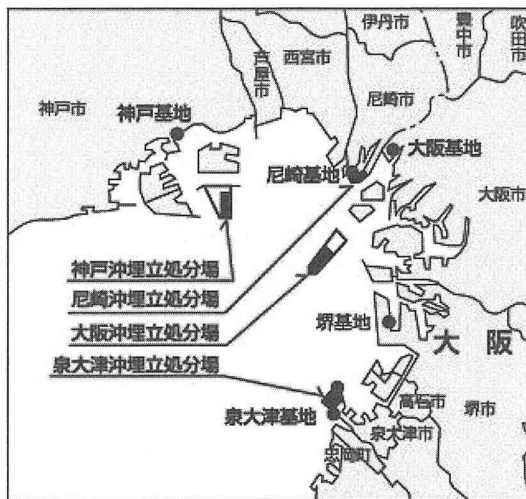 伊丹市
豊中市
吹田市
西宮市
芦屋市
尼崎市
神戸市
神戸基地
大阪基地
尼崎基地
大阪市
神戸沖埋立処分場
尼崎沖埋立処分場
大阪沖埋立処分場
泉大津沖埋立処分場
堺基地
大 阪
高石市
堺市
泉大津基地
泉大津市
忠岡町